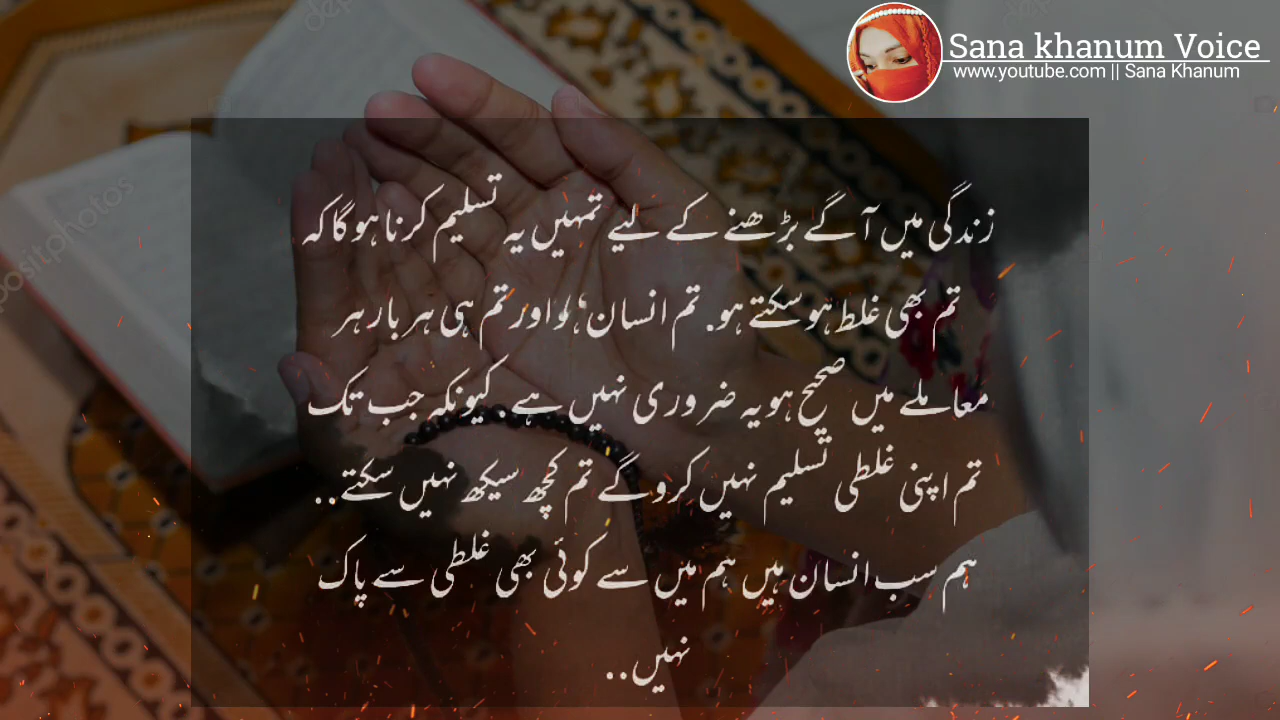 Sana khanum Voice
www.youtube.com || Sana Khanum
زندگی میں آگے بڑھنے کے لیے تمہیں یہ تسلیم کرنا ہوگا کہ
تم بھی غلط ہو سکتے ہو. تم انسان ہو اور تم ہی ہر بار ہر
معاملے میں صحیح ہو یہ ضروری نہیں ہے. کیونکہ جب تک
تم اپنی غلطی تسلیم نہیں کرو گے تم کچھ سیکھ نہیں سکتے..
ہم سب انسان ہیں ہم میں سے کوئی بھی غلطی سے پاک
نہیں..
depositphotos